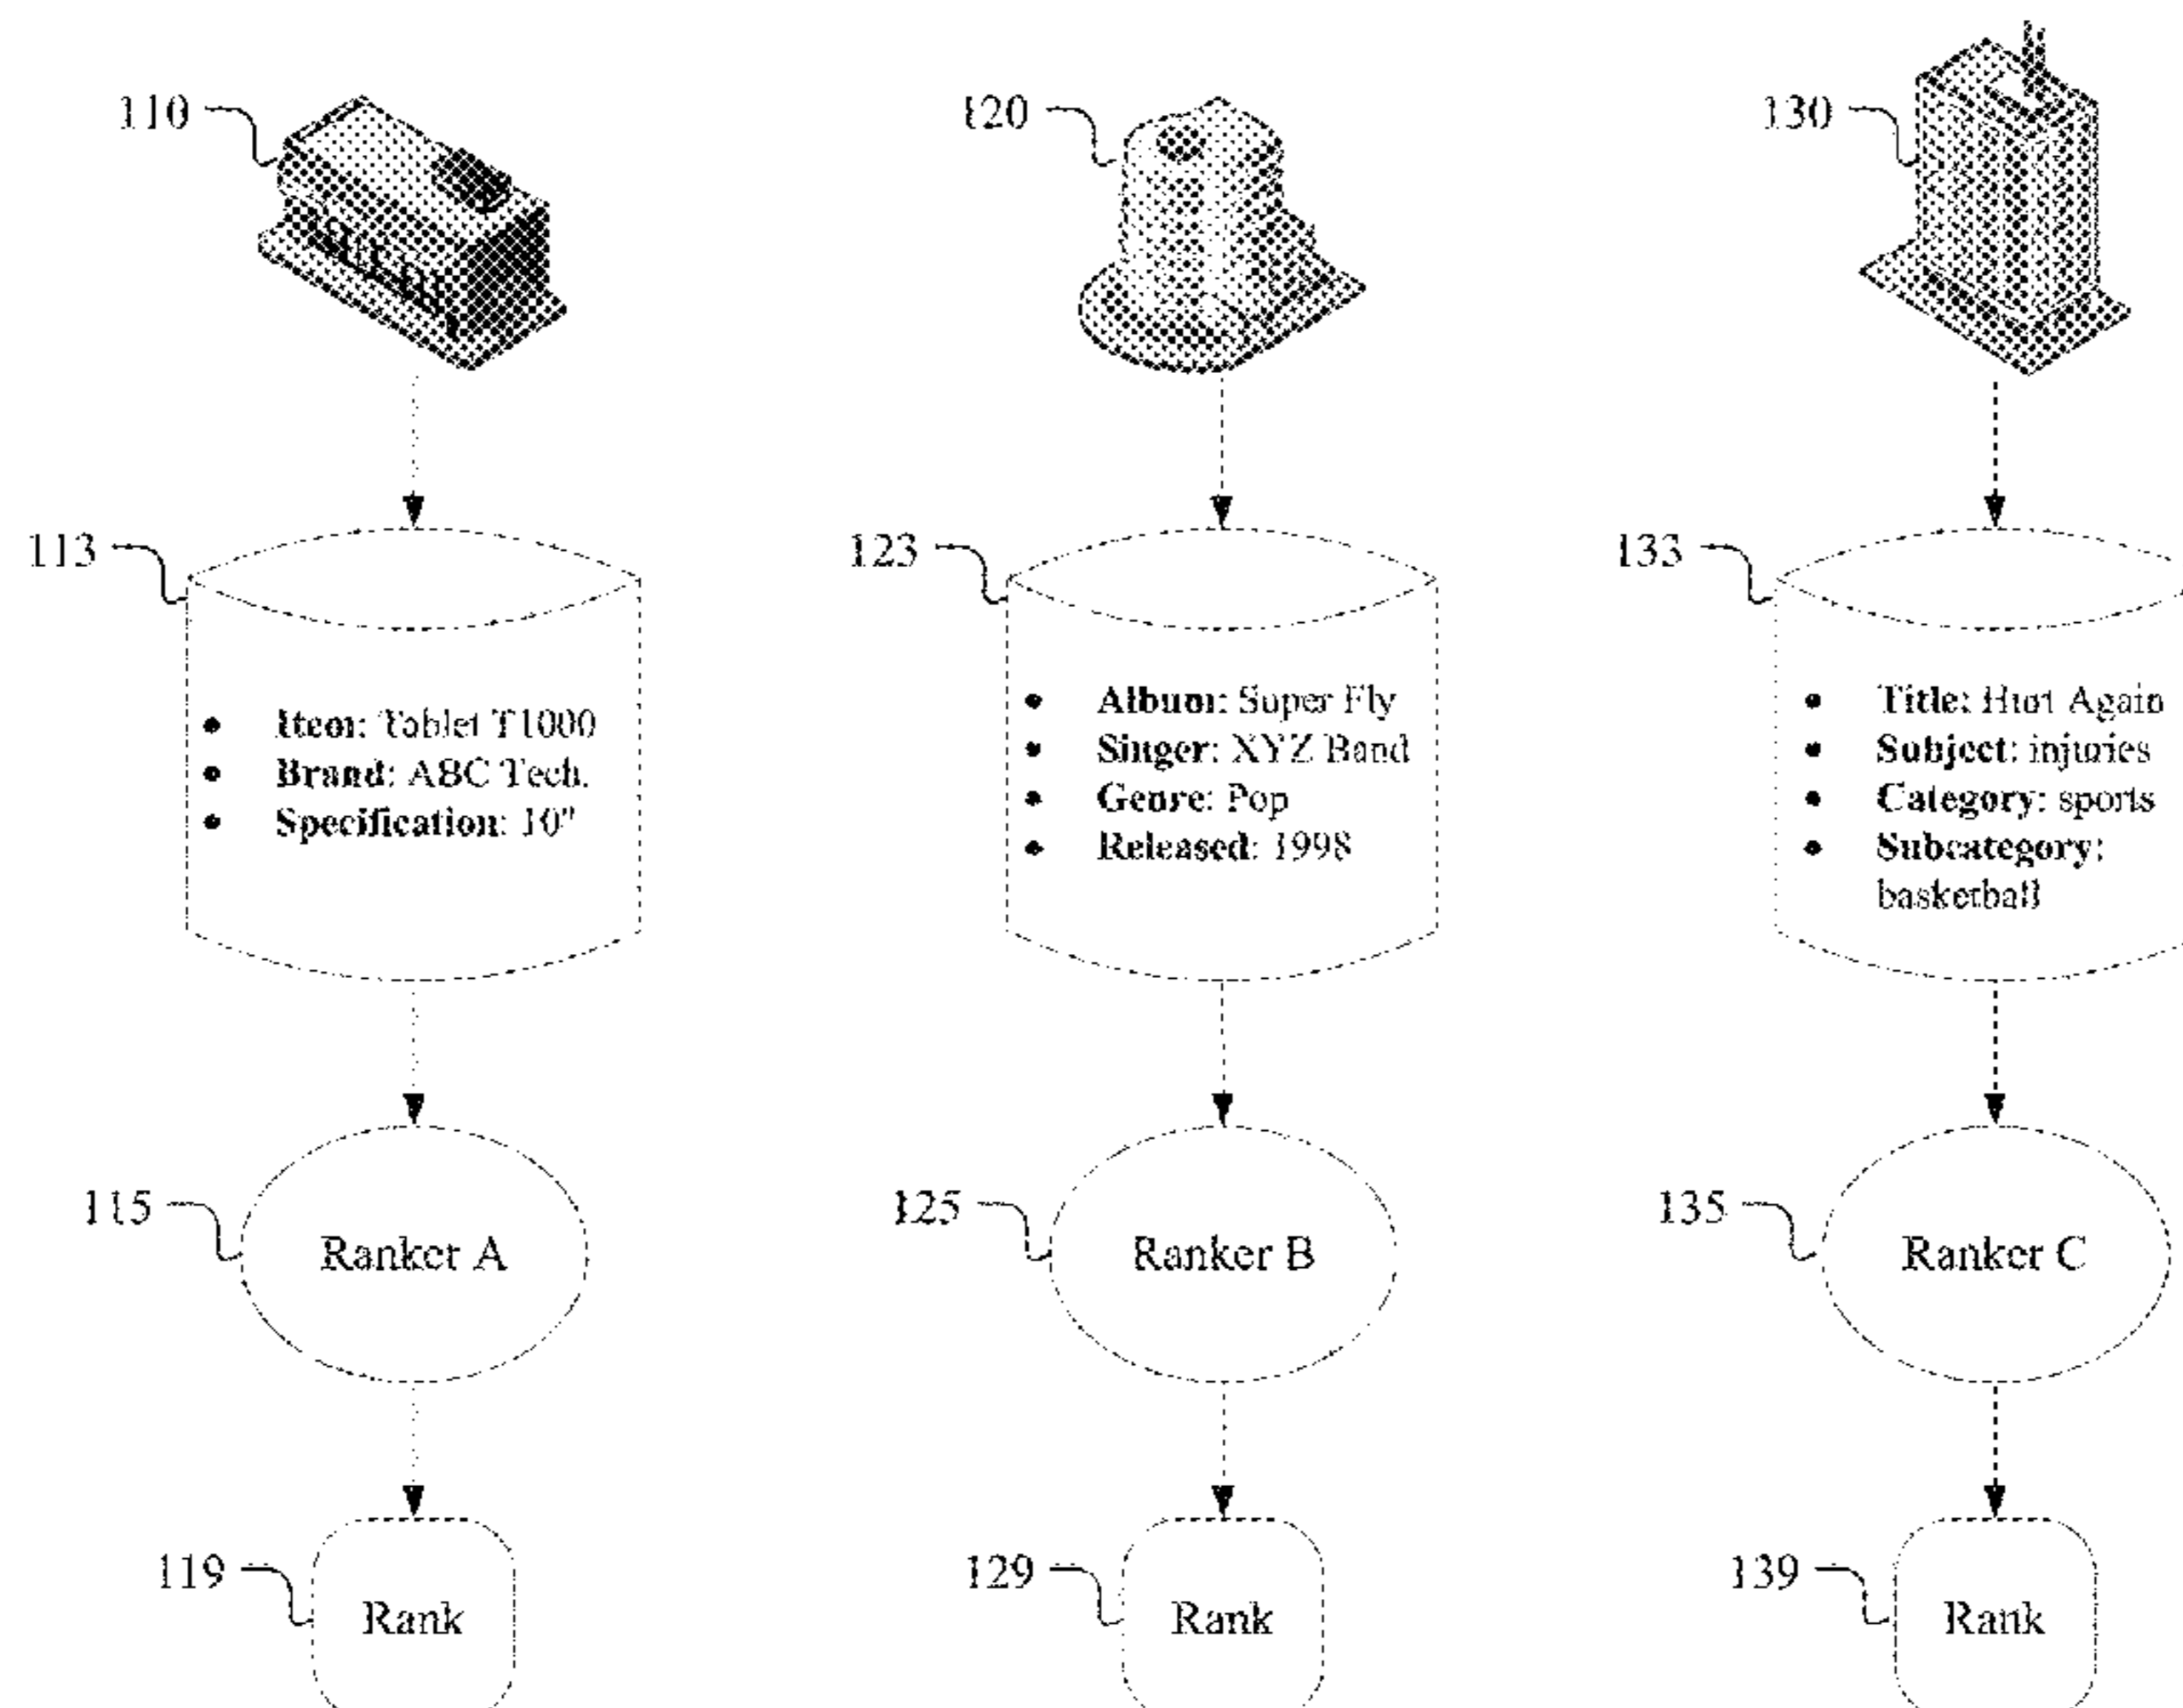 110
120
130
113
123
133
• Item: Tablet T1000
• Brand: ABC Tech.
• Specification: 10"
• Album: Super Fly
• Singer: XYZ Band
• Genre: Pop
• Released: 1998
• Title: Hurt Again
• Subject: injuries
• Category: sports
• Subcategory:
basketball
115
Ranker A
125
Ranker B
135
Ranker C
119
Rank
129
Rank
139
Rank